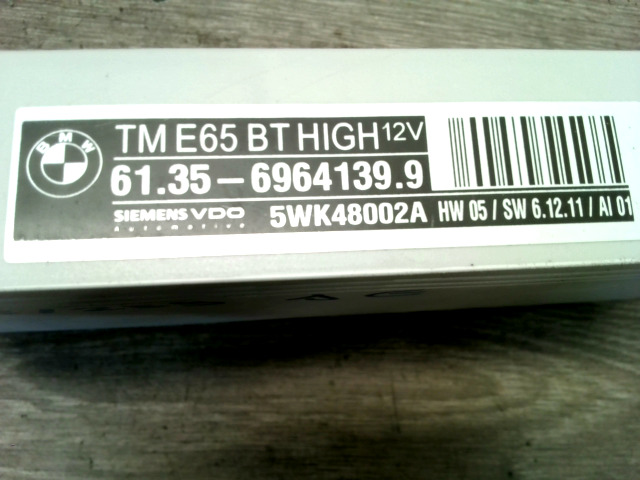 BMW
TM E65 BT HIGH 12V
61.35-6964139.9
SIEMENS VDO
Automotive
5WK48002A
HW 05 / SW 6.12.11 / AI 01